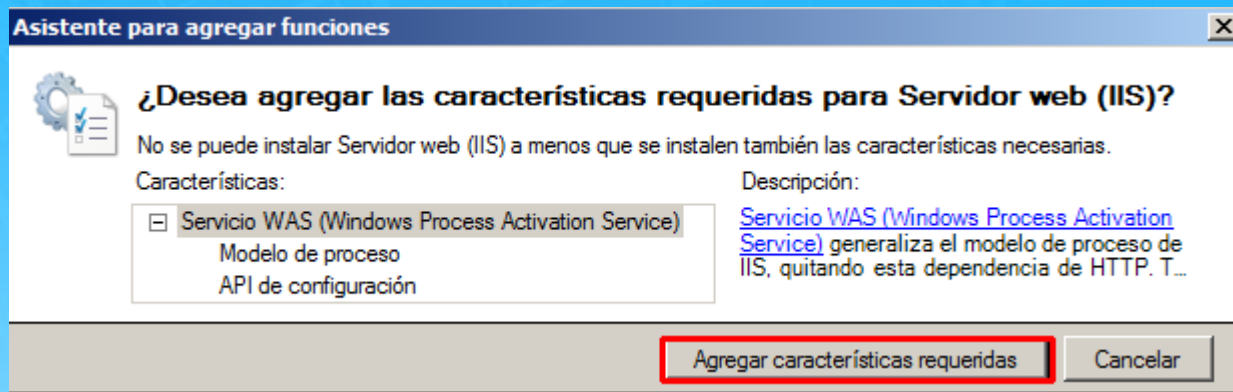 Asistente para agregar funciones
¿Desea agregar las características requeridas para Servidor web (IIS)?
No se puede instalar Servidor web (IIS) a menos que se instalen también las características necesarias.
Características:
Descripción:
Servicio WAS (Windows Process Activation Service)
Modelo de proceso
API de configuración
Servicio WAS (Windows Process Activation
Service) generaliza el modelo de proceso de
IIS, quitando esta dependencia de HTTP. T...
Agregar características requeridas
Cancelar